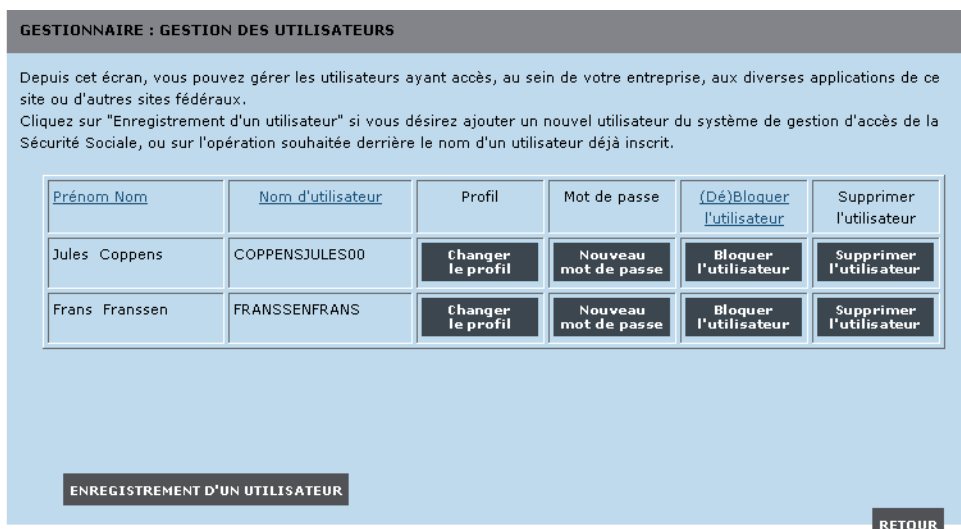 GESTIONNAIRE : GESTION DES UTILISATEURS
Depuis cet écran, vous pouvez gérer les utilisateurs ayant accès, au sein de votre entreprise, aux diverses applications de ce
site ou d'autres sites fédéraux.
Cliquez sur "Enregistrement d'un utilisateur" si vous désirez ajouter un nouvel utilisateur du système de gestion d'accès de la
Sécurité Sociale, ou sur l'opération souhaitée derrière le nom d'un utilisateur déjà inscrit.
Prénom Nom Nom d'utilisateur Profil Mot de passe (Dé)Bloquer Supprimer
l'utilisateur l'utilisateur
Jules Coppens COPPENSJULES00 Changer Nouveau Bloquer Supprimer
le profil mot de passe l'utilisateur l'utilisateur
Frans Franssen FRANSSENFRANS Changer Nouveau Bloquer Supprimer
le profil mot de passe l'utilisateur l'utilisateur
ENREGISTREMENT D'UN UTILISATEUR
RETOUR